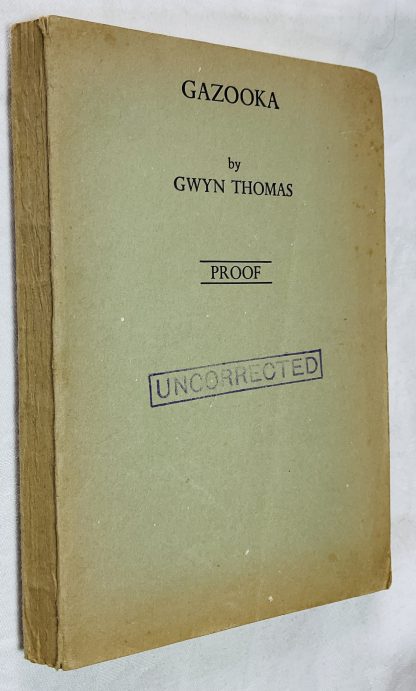 GAZOOKA
by
GWYN THOMAS
PROOF
UNCORRECTED